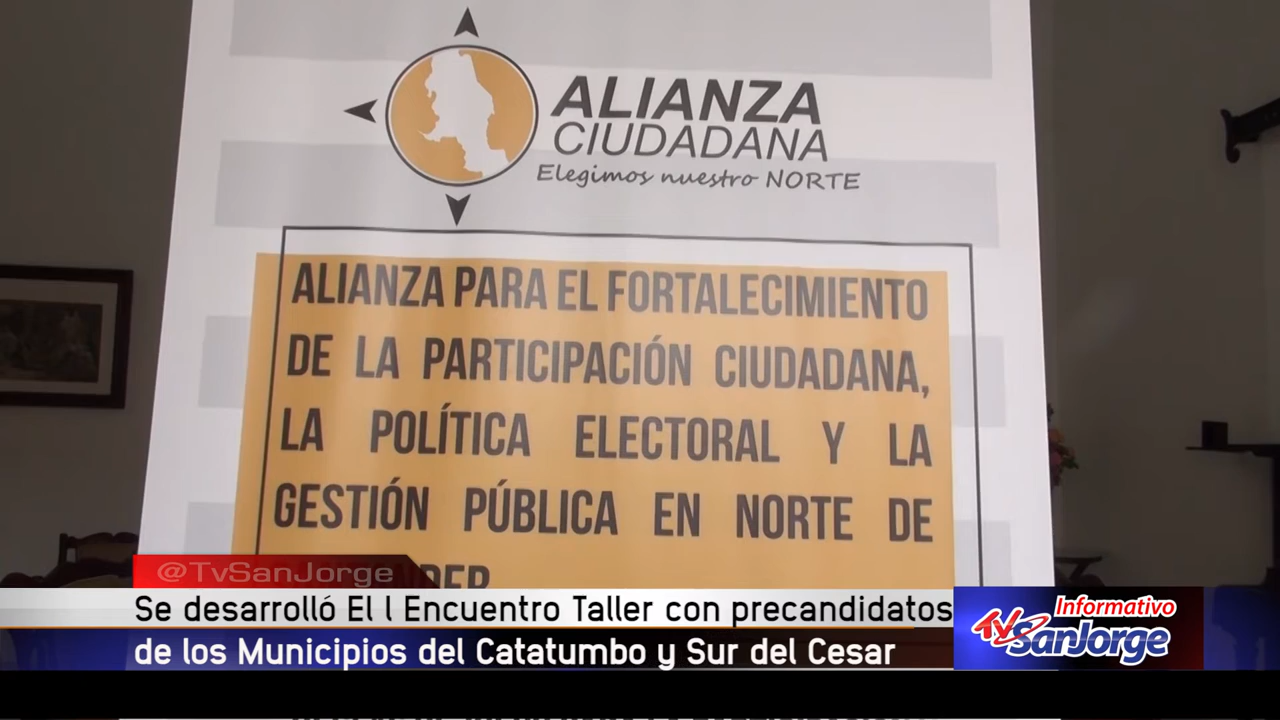 ALIANZA
CIUDADANA
Elegimos nuestro NORTE
ALIANZA PARA EL FORTALECIMIENTO
DE LA PARTICIPACIÓN CIUDADANA,
LA POLÍTICA ELECTORAL Y LA
GESTIÓN PÚBLICA EN NORTE DE
@TvSanJorge
Se desarrolló El l Encuentro Taller con precandidatos
de los Municipios del Catatumbo y Sur del Cesar
Informativo
TV SanJorge